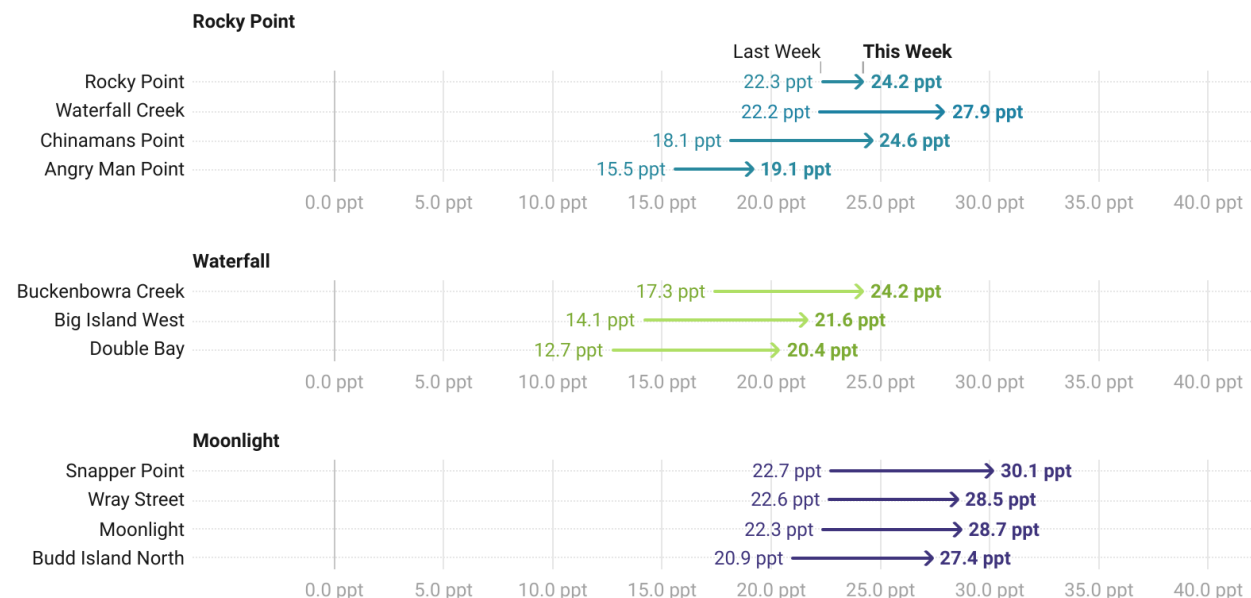 Rocky Point
Last Week This Week
Rocky Point 22.3 ppt 24.2 ppt
Waterfall Creek 22.2 ppt 27.9 ppt
Chinamans Point 18.1 ppt 24.6 ppt
Angry Man Point 15.5 ppt 19.1 ppt
0.0 ppt 5.0 ppt 10.0 ppt 15.0 ppt 20.0 ppt 25.0 ppt 30.0 ppt 35.0 ppt 40.0 ppt
Waterfall
Buckenbowra Creek 17.3 ppt 24.2 ppt
Big Island West 14.1 ppt 21.6 ppt
Double Bay 12.7 ppt 20.4 ppt
0.0 ppt 5.0 ppt 10.0 ppt 15.0 ppt 20.0 ppt 25.0 ppt 30.0 ppt 35.0 ppt 40.0 ppt
Moonlight
Snapper Point 22.7 ppt 30.1 ppt
Wray Street 22.6 ppt 28.5 ppt
Moonlight 22.3 ppt 28.7 ppt
Budd Island North 20.9 ppt 27.4 ppt
0.0 ppt 5.0 ppt 10.0 ppt 15.0 ppt 20.0 ppt 25.0 ppt 30.0 ppt 35.0 ppt 40.0 ppt